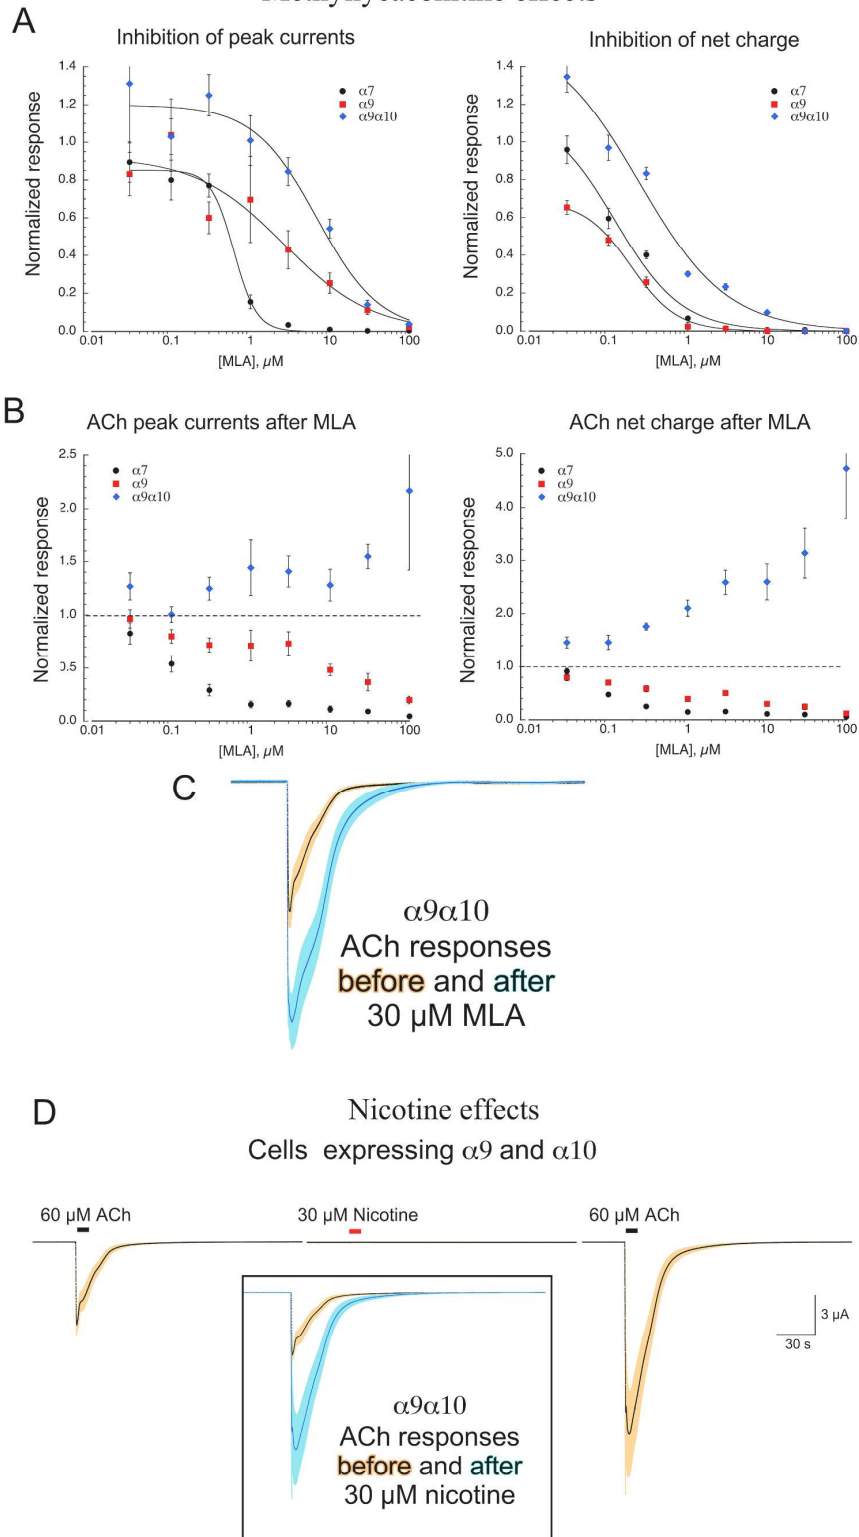 A
Inhibition of peak currents
Inhibition of net charge
1.4
1.2
1.0
0.8
0.6
0.4
0.2
0.0
Normalized response
α7
α9
α9α10
0.01
0.1
1
10
100
[MLA], µM
1.4
1.2
1.0
0.8
0.6
0.4
0.2
0.0
Normalized response
α7
α9
α9α10
0.01
0.1
1
10
100
[MLA], µM
B
ACh peak currents after MLA
ACh net charge after MLA
2.5
2.0
1.5
1.0
0.5
0.0
Normalized response
α7
α9
α9α10
0.01
0.1
1
10
100
[MLA], µM
5.0
4.0
3.0
2.0
1.0
0.0
Normalized response
α7
α9
α9α10
0.01
0.1
1
10
100
[MLA], µM
C
α9α10
ACh responses
before and after
30 µM MLA
D
Nicotine effects
Cells expressing α9 and α10
60 µM ACh
30 µM Nicotine
60 µM ACh
3 µA
30 s
α9α10
ACh responses
before and after
30 µM nicotine